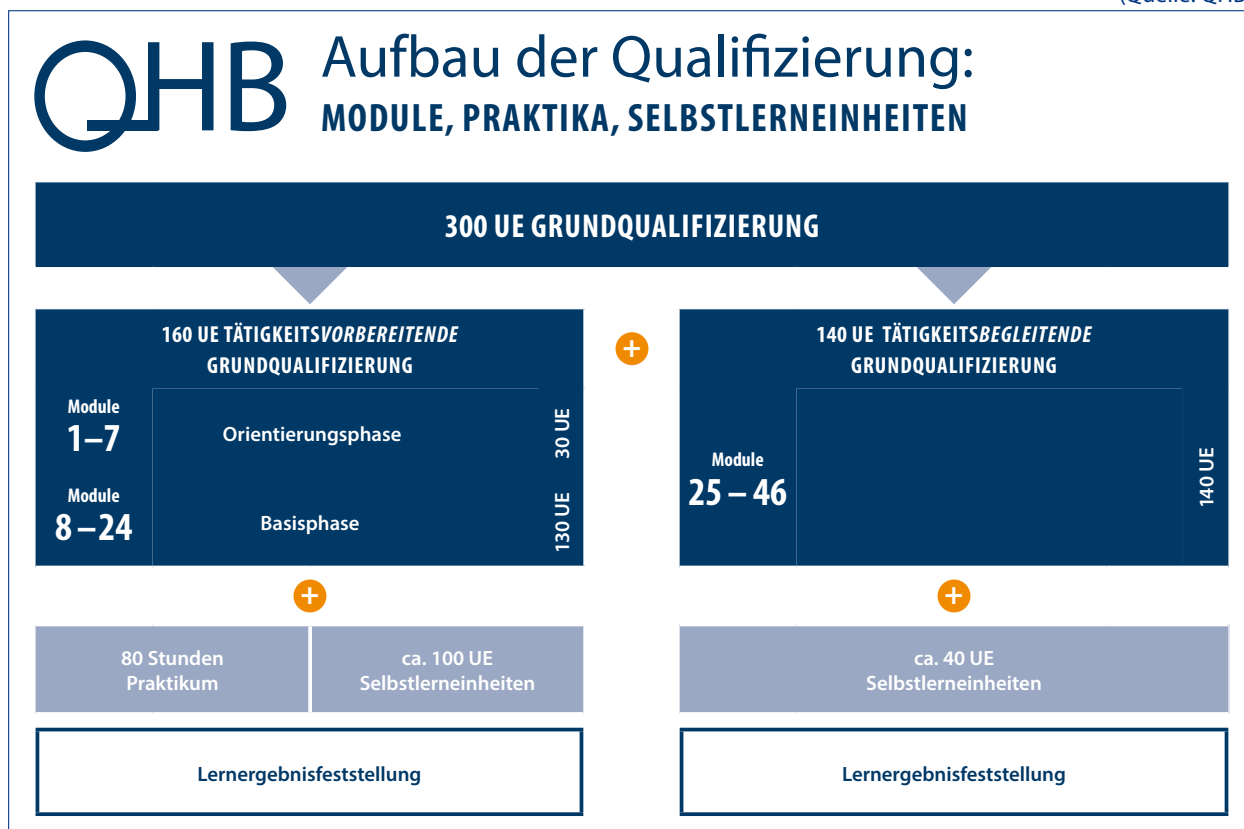 QHB
Aufbau der Qualifizierung:
MODULE, PRAKTIKA, SELBSTLERNEINHEITEN
300 UE GRUNDQUALIFIZIERUNG
160 UE TÄTIGKEITSVORBEREITENDE
GRUNDQUALIFIZIERUNG
Module
1–7
Orientierungsphase
30 UE
Module
8–24
Basisphase
130 UE
+
140 UE TÄTIGKEITSBEGLEITENDE
GRUNDQUALIFIZIERUNG
Module
25 – 46
140 UE
+
80 Stunden
Praktikum
ca. 100 UE
Selbstlerneinheiten
+
ca. 40 UE
Selbstlerneinheiten
Lernergebnisfeststellung
Lernergebnisfeststellung